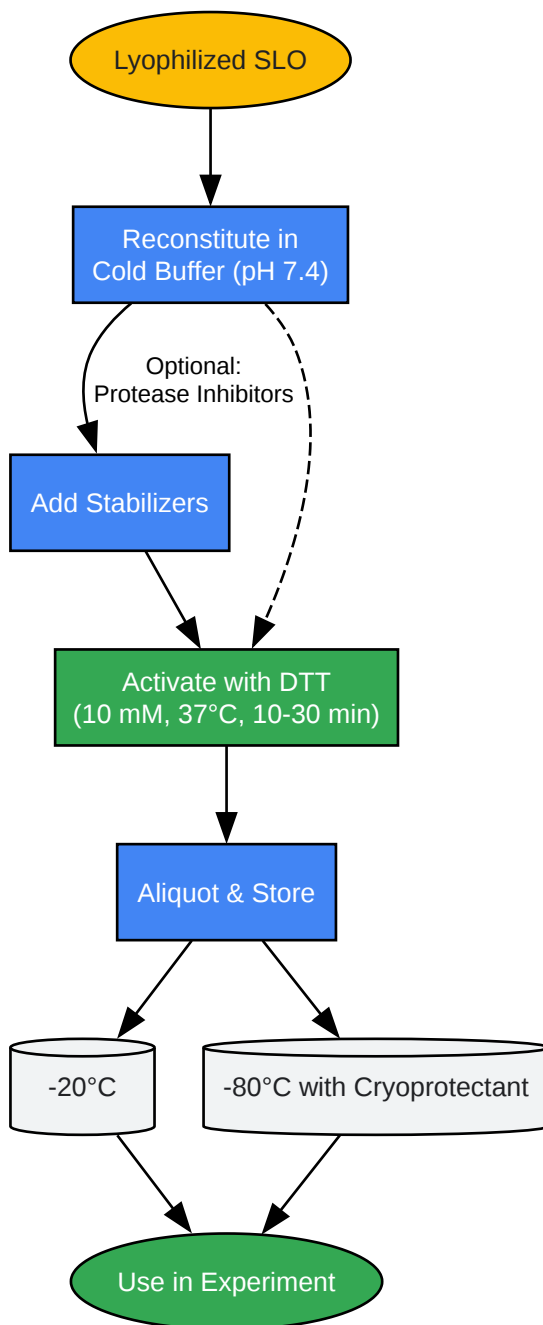 Lyophilized SLO
Reconstitute in
Cold Buffer (pH 7.4)
Optional:
Protease Inhibitors
Add Stabilizers
Activate with DTT
(10 mM, 37°C, 10-30 min)
Aliquot & Store
-20°C
-80°C with Cryoprotectant
Use in Experiment